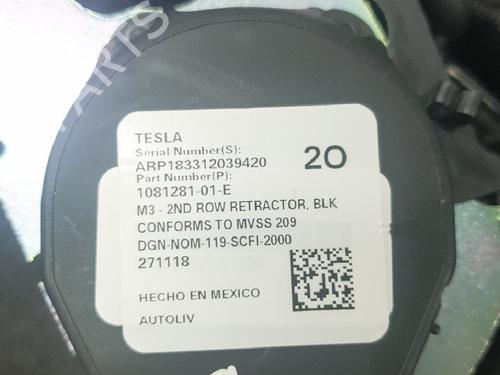 TESLA
Serial Number(S):
ARP183312039420
20
Part Number(P):
1081281-01-E
M3 - 2ND ROW RETRACTOR, BLK
CONFORMS TO MVSS 209
DGN-NOM-119-SCFI-2000
271118
HECHO EN MEXICO
AUTOLIV
PARTS